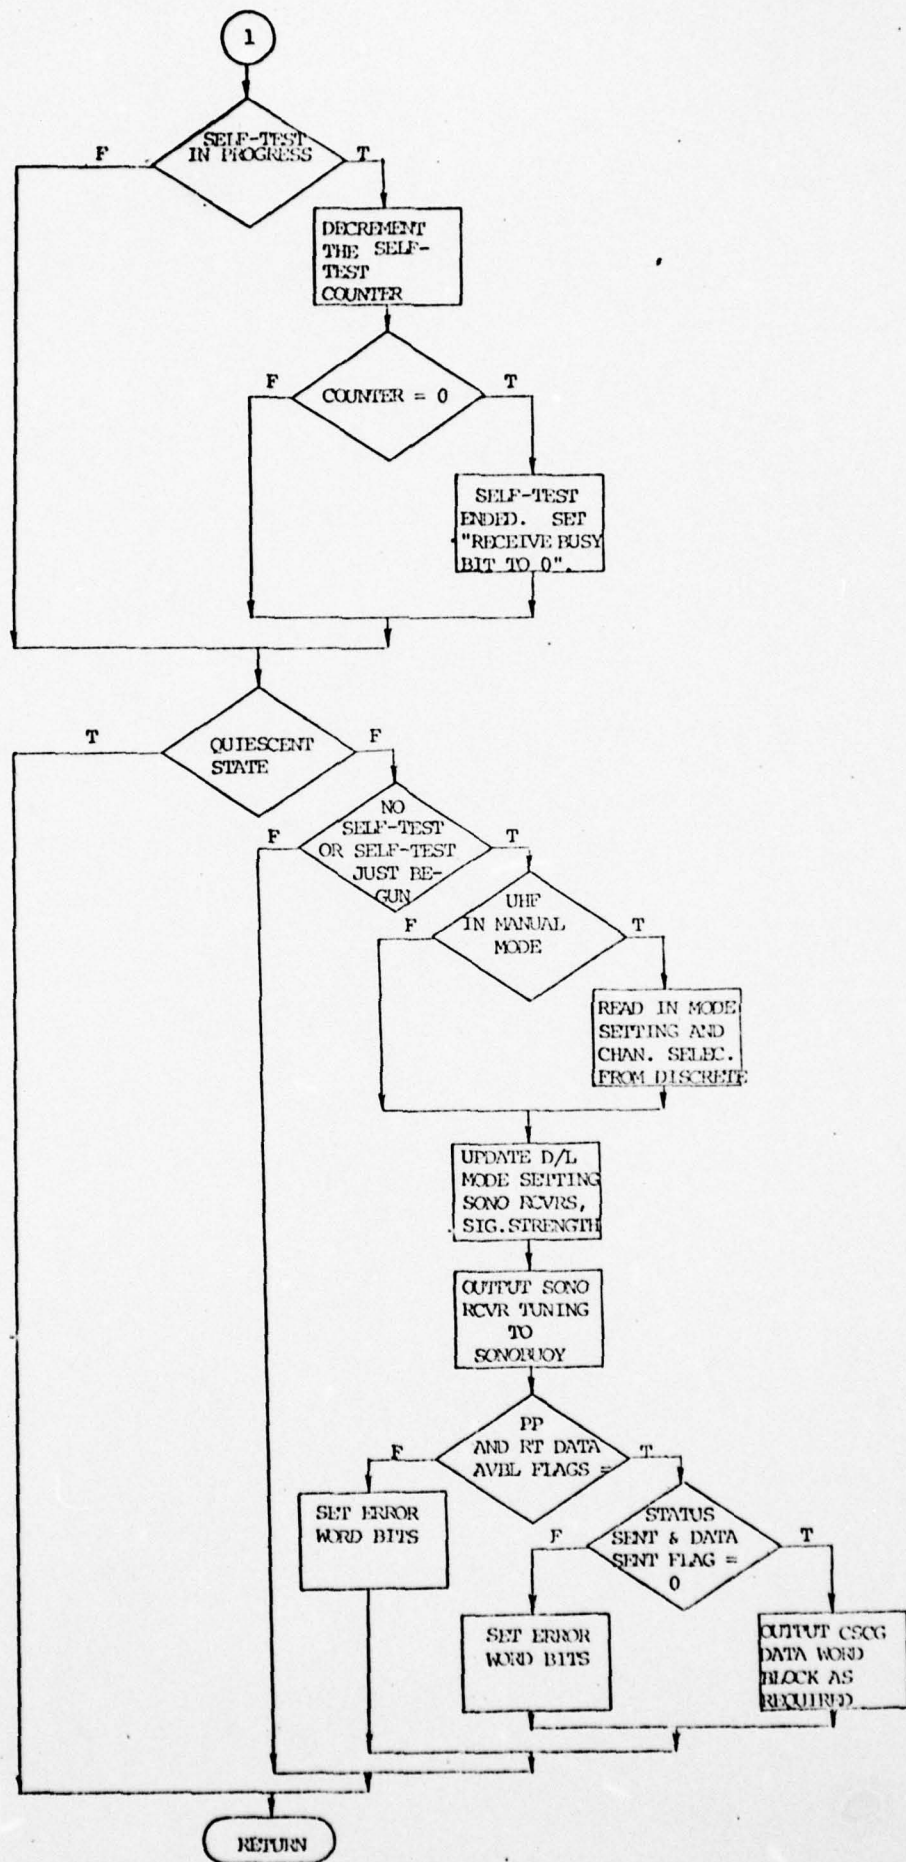 1
SELF-TEST
IN PROGRESS
F
T
DECREMENT
THE SELF-
TEST
COUNTER
F
COUNTER = 0
T
SELF-TEST
ENDED. SET
"RECEIVE BUSY
BIT TO 0".
T
QUIESCENT
STATE
F
F
NO
SELF-TEST
OR SELF-TEST
JUST BE-
GUN
T
F
UHF
IN MANUAL
MODE
T
READ IN MODE
SETTING AND
CHAN. SELEC.
FROM DISCRETE
UPDATE D/L
MODE SETTING
SONO RCVRS,
SIG.STRENGTH
OUTPUT SONO
RCVR TUNING
TO
SONOBUOY
F
PP
AND RT DATA
AVBL FLAGS =
T
SET ERROR
WORD BITS
F
STATUS
SENT & DATA
SENT FLAG =
0
T
SET ERROR
WORD BITS
OUTPUT CSCG
DATA WORD
BLOCK AS
REQUIRED
RETURN